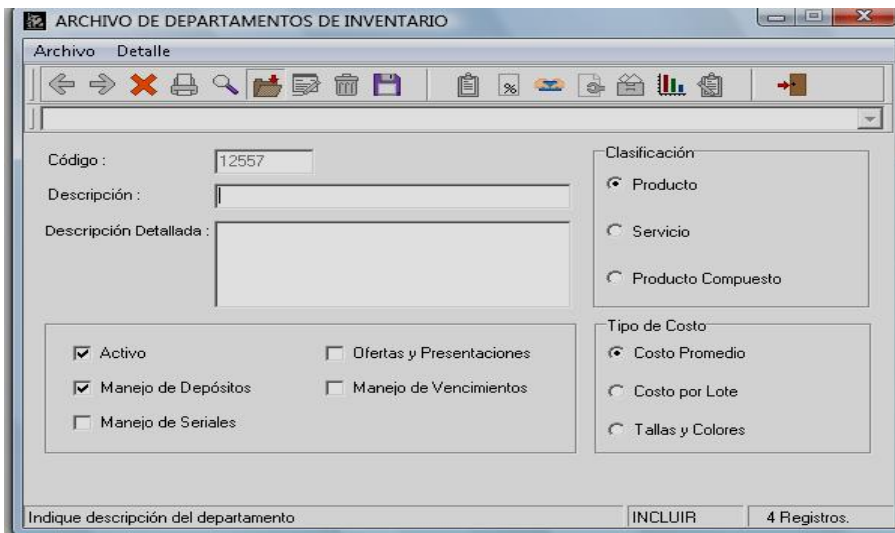 ARCHIVO DE DEPARTAMENTOS DE INVENTARIO
Archivo Detalle
%
Código : 12557
Descripción :
Descripción Detallada :
Clasificación
Producto
Servicio
Producto Compuesto
Activo
Manejo de Depósitos
Manejo de Seriales
Ofertas y Presentaciones
Manejo de Vencimientos
Tipo de Costo
Costo Promedio
Costo por Lote
Tallas y Colores
Indique descripción del departamento INCLUIR 4 Registros.